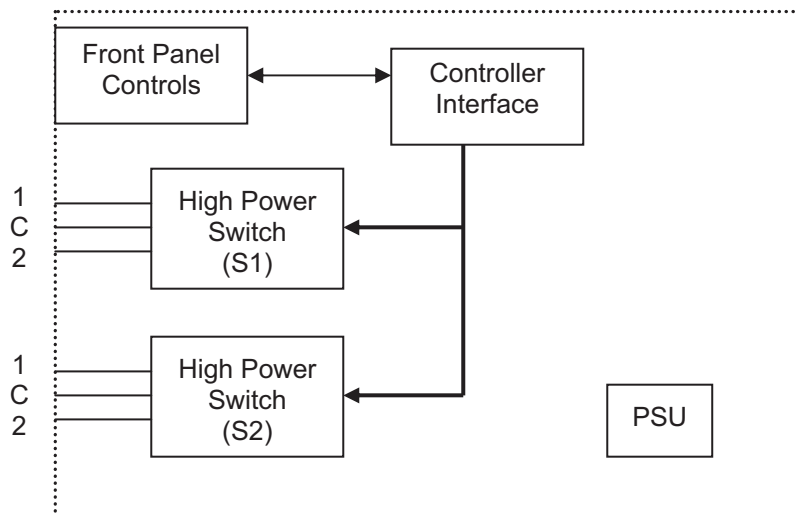 Front Panel
Controls
Controller
Interface
1
C
2
High Power
Switch
(S1)
1
C
2
High Power
Switch
(S2)
PSU